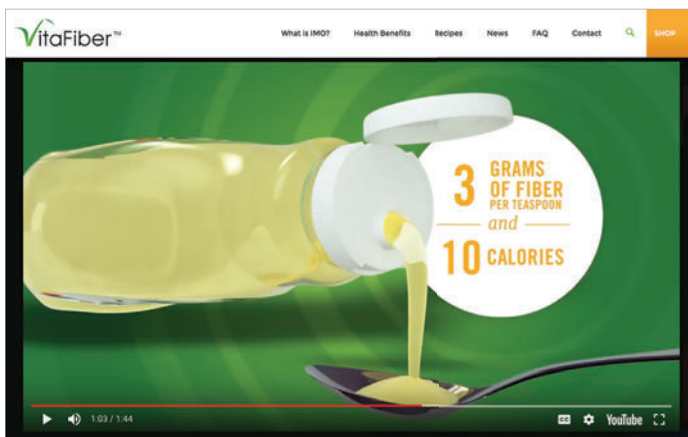 VitaFiber™
What is IMO? Health Benefits Recipes News FAQ Contact SHOP
3 GRAMS
OF FIBER
PER TEASPOON
and
10 CALORIES
1:03 / 1:44
CC YouTube